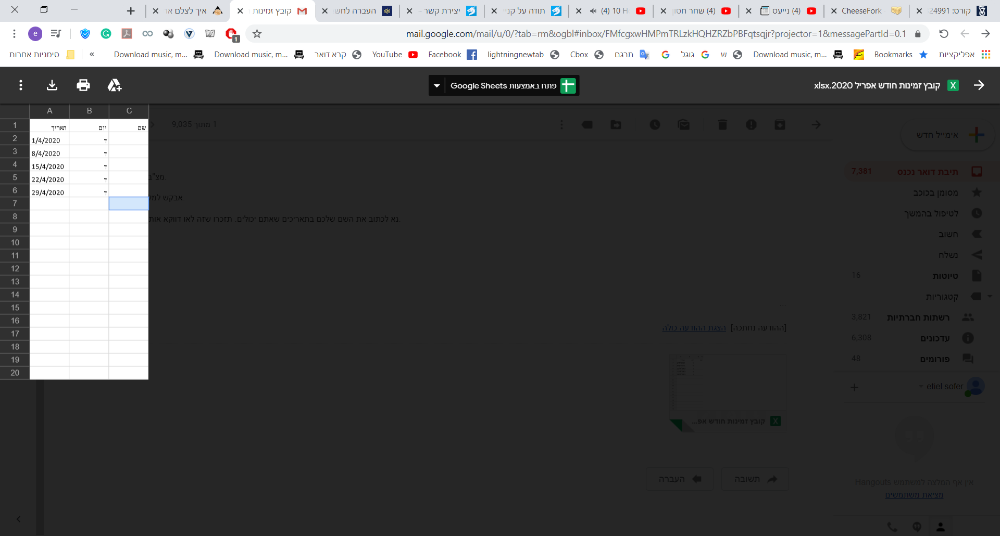 קורס: 24991
CheeseFork
(4) נייעס
(4) שחר חסון
(4) 10 H
תודה על קניי
יצירת קשר –
העברה לחש
קובץ זמינות
איך לצלם
mail.google.com/mail/u/0/?tab=rm&ogbl#inbox/FMfcgxwHMPmTRLzkHQHZRZbPBFqtsqjr?projector=1&messagePartId=0.1
e
1
אפליקציות
Bookmarks
Download music, m...
ש
גוגל
תרגם
Cbox
lightningnewtab
Facebook
YouTube
קרא דואר
Download music, m...
Download music, m...
»
סימניות אחרות
קובץ זמינות חודש אפריל 2020.xlsx
פתח באמצעות Google Sheets
A B C
1 תאריך יום שם
2 1/4/2020 ד
3 8/4/2020 ד
4 15/4/2020 ד
5 22/4/2020 ד
6 29/4/2020 ד
7
8
9
10
11
12
13
14
15
16
17
18
19
20
1 מתוך 9,035
מצ"ב
אבקש למל
נא לכתוב את השם שלכם בתאריכים שאתם יכולים. תזכרו שזה לאו דווקא אות
...
[ההודעה נחתכה] הצגת ההודעה כולה
קובץ זמינות חודש אפ...
תשובה
העברה
אימייל חדש
תיבת דואר נכנס 7,381
מסומן בכוכב
לטיפול בהמשך
חשוב
נשלח
טיוטות 16
קטגוריות
רשתות חברתיות 3,821
עדכונים 6,308
פורומים 48
etiel sofer
אין אף המלצה למשתמש Hangouts
מציאת משתמשים